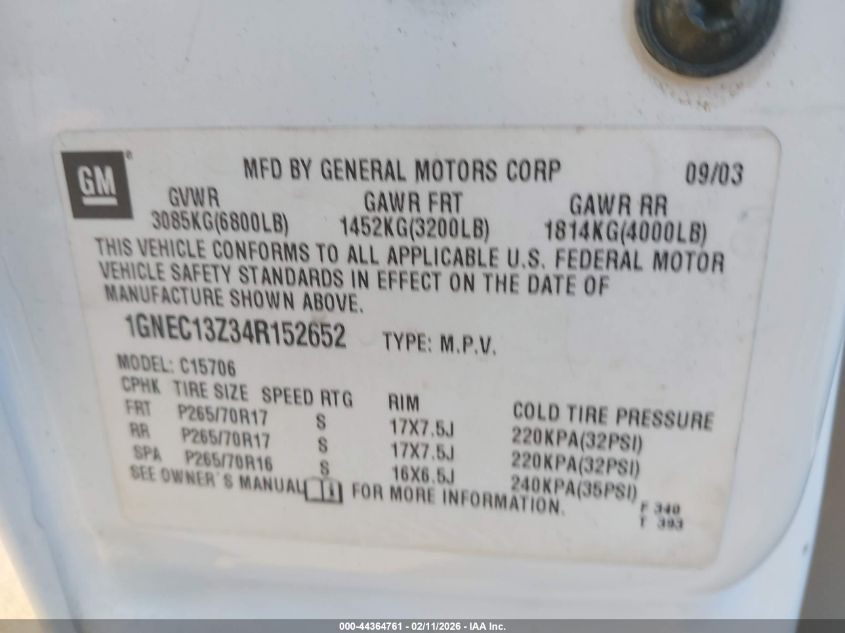 GM
MFD BY GENERAL MOTORS CORP 09/03
GVWR GAWR FRT GAWR RR
3085KG(6800LB) 1452KG(3200LB) 1814KG(4000LB)
THIS VEHICLE CONFORMS TO ALL APPLICABLE U.S. FEDERAL MOTOR
VEHICLE SAFETY STANDARDS IN EFFECT ON THE DATE OF
MANUFACTURE SHOWN ABOVE.
1GNEC13Z34R152652 TYPE: M.P.V.
MODEL: C15706
CPHK TIRE SIZE SPEED RTG RIM COLD TIRE PRESSURE
FRT P265/70R17 S 17X7.5J 220KPA(32PSI)
RR P265/70R17 S 17X7.5J 220KPA(32PSI)
SPA P265/70R16 S 16X6.5J 240KPA(35PSI)
SEE OWNER'S MANUAL FOR MORE INFORMATION.
F 340
T 393
000-44364761 - 02/11/2026 - IAA Inc.